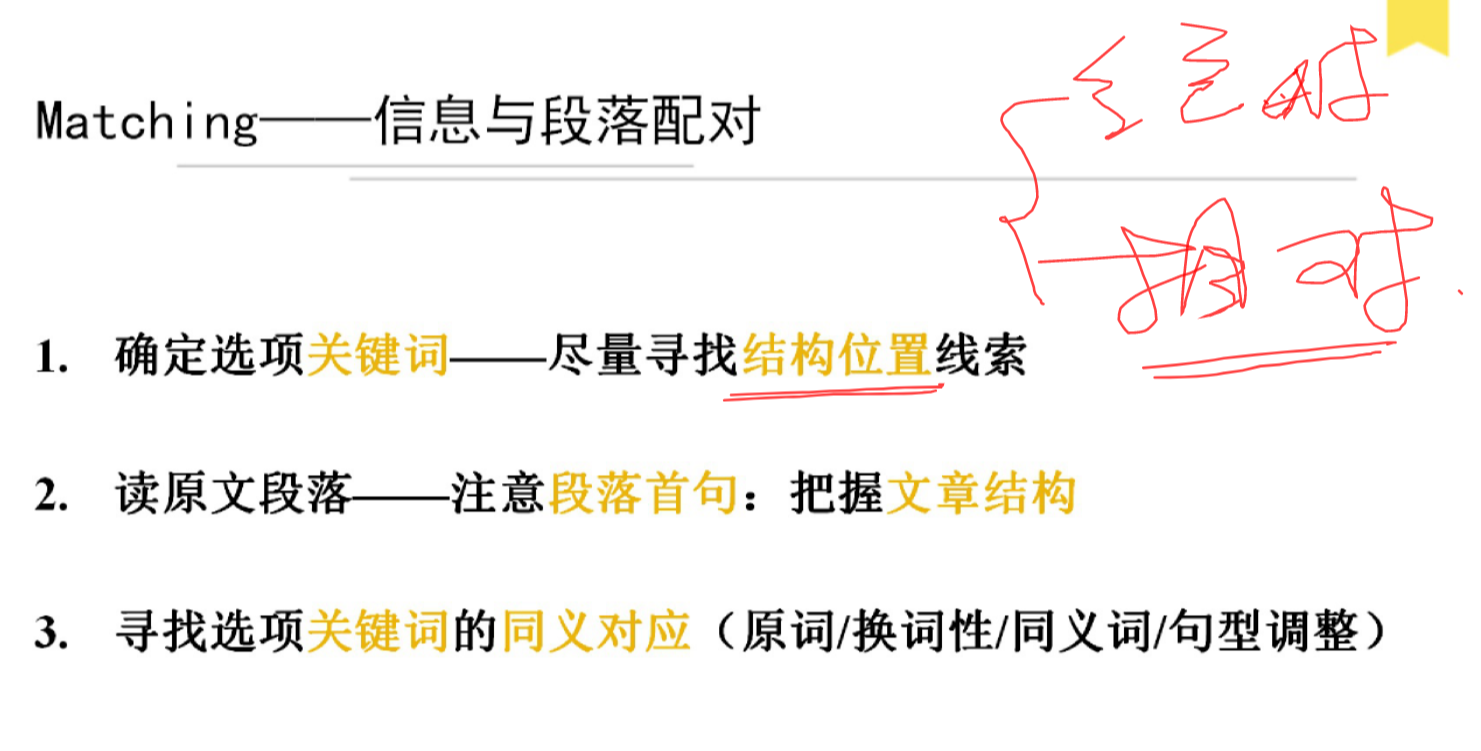 Matching——信息与段落配对
相对
1. 确定选项关键词——尽量寻找结构位置线索
2. 读原文段落——注意段落首句：把握文章结构
3. 寻找选项关键词的同义对应（原词/换词性/同义词/句型调整）